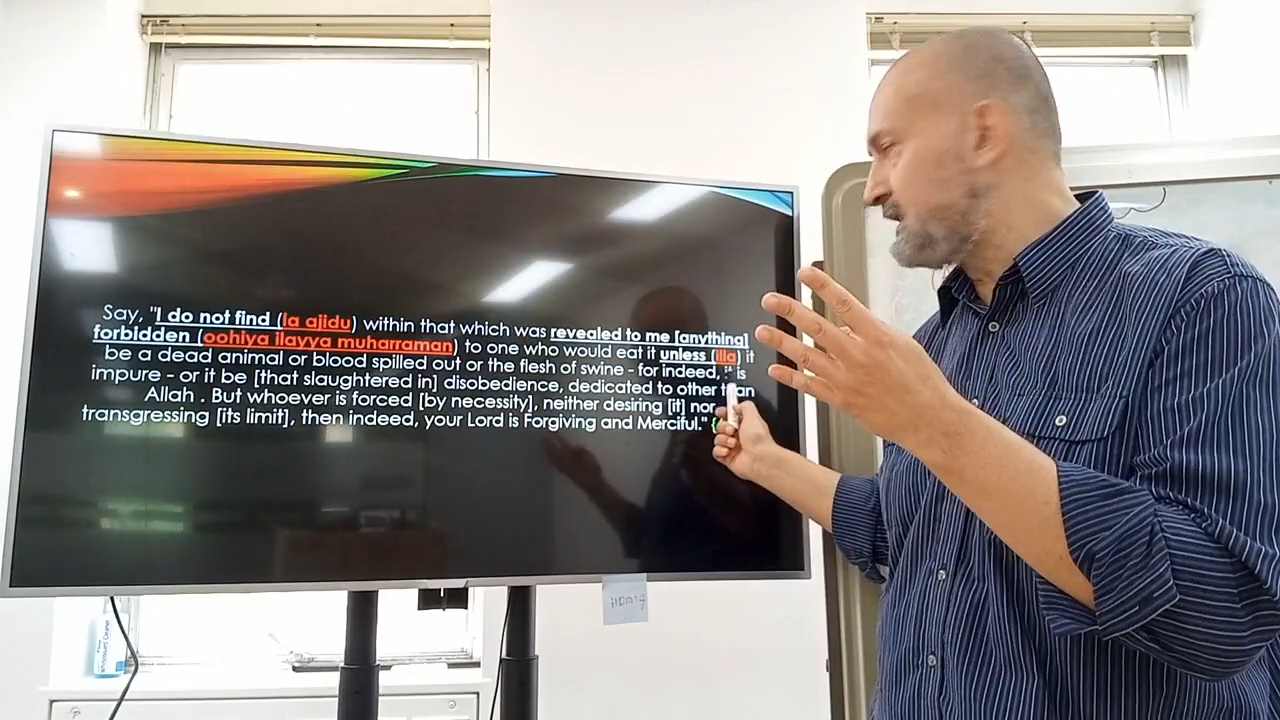 Say, "I do not find (la ajidu) within that which was revealed to me [anything]
forbidden (oohiya ilayya muharraman) to one who would eat it unless (illa) it
be a dead animal or blood spilled out or the flesh of swine - for indeed, is
impure - or it be [that slaughtered in] disobedience, dedicated to other than
Allah . But whoever is forced [by necessity], neither desiring [it] nor
transgressing [its limit], then indeed, your Lord is Forgiving and Merciful."
Whiteboard Cleaner